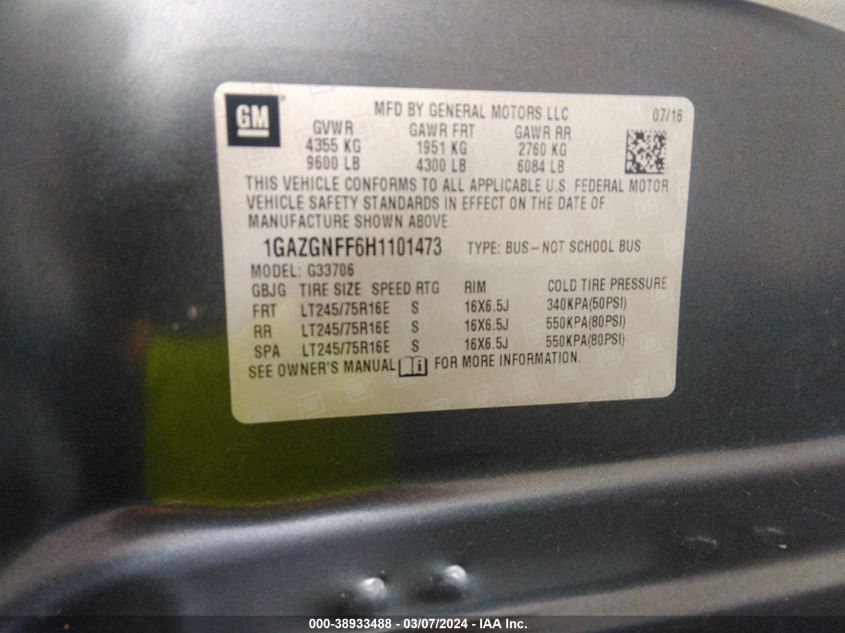 GM
MFD BY GENERAL MOTORS LLC 07/16
GVWR GAWR FRT GAWR RR
4355 KG 1951 KG 2760 KG
9600 LB 4300 LB 6084 LB
THIS VEHICLE CONFORMS TO ALL APPLICABLE U.S. FEDERAL MOTOR
VEHICLE SAFETY STANDARDS IN EFFECT ON THE DATE OF
MANUFACTURE SHOWN ABOVE.
1GAZGNFF6H1101473 TYPE: BUS-NOT SCHOOL BUS
MODEL: G33706
GBJG TIRE SIZE SPEED RTG RIM COLD TIRE PRESSURE
FRT LT245/75R16E S 16X6.5J 340KPA(50PSI)
RR LT245/75R16E S 16X6.5J 550KPA(80PSI)
SPA LT245/75R16E S 16X6.5J 550KPA(80PSI)
SEE OWNER'S MANUAL i FOR MORE INFORMATION.
000-38933488 - 03/07/2024 - IAA Inc.